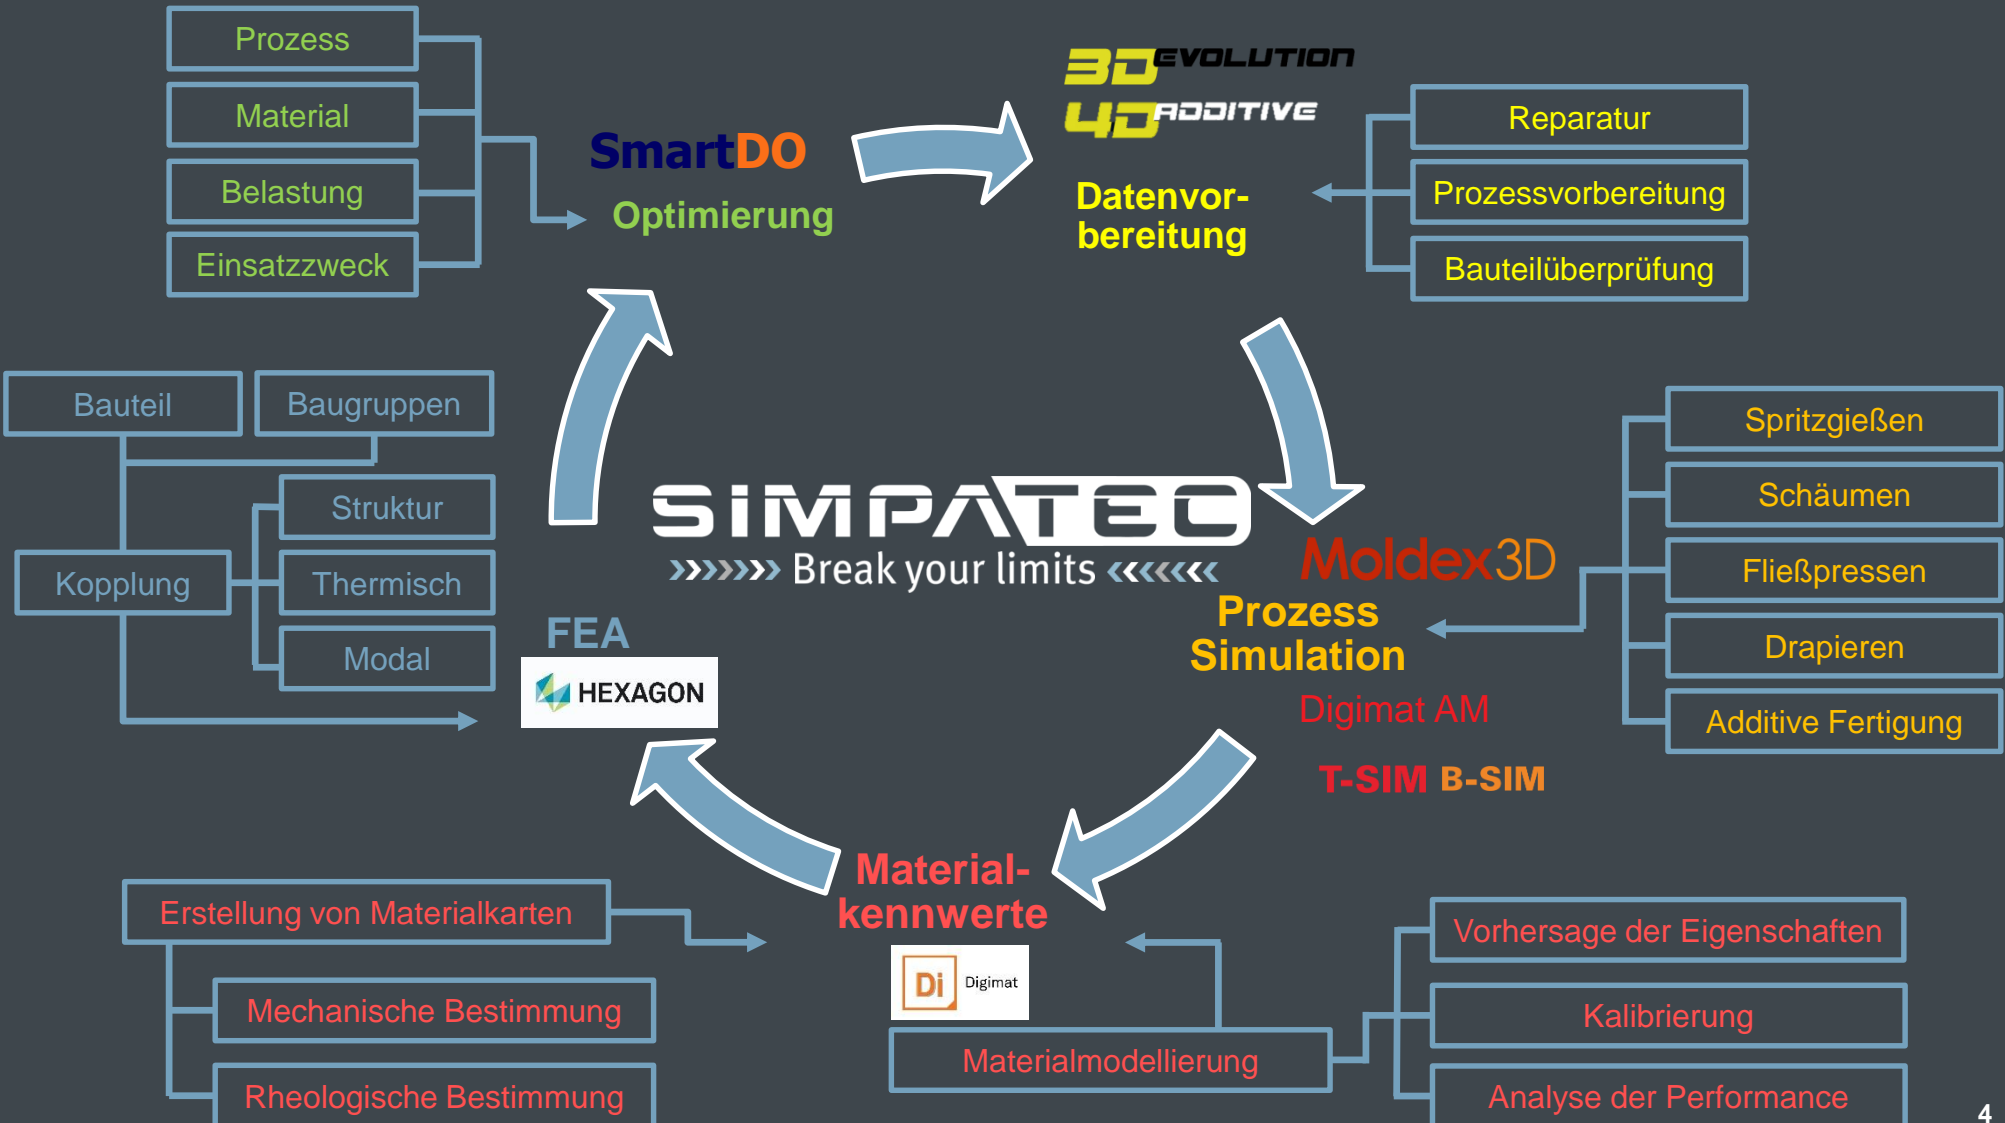 Prozess
Material
Belastung
Einsatzzweck
SmartDO
Optimierung
3D EVOLUTION
4D ADDITIVE
Datenvor-
bereitung
Reparatur
Prozessvorbereitung
Bauteilüberprüfung
Bauteil
Baugruppen
Struktur
Kopplung
Thermisch
Modal
FEA
HEXAGON
SIMPATEC
»»»» Break your limits ««««
Moldex3D
Prozess
Simulation
Digimat AM
T-SIM B-SIM
Spritzgießen
Schäumen
Fließpressen
Drapieren
Additive Fertigung
Material-
kennwerte
Di Digimat
Erstellung von Materialkarten
Mechanische Bestimmung
Rheologische Bestimmung
Materialmodellierung
Vorhersage der Eigenschaften
Kalibrierung
Analyse der Performance
4